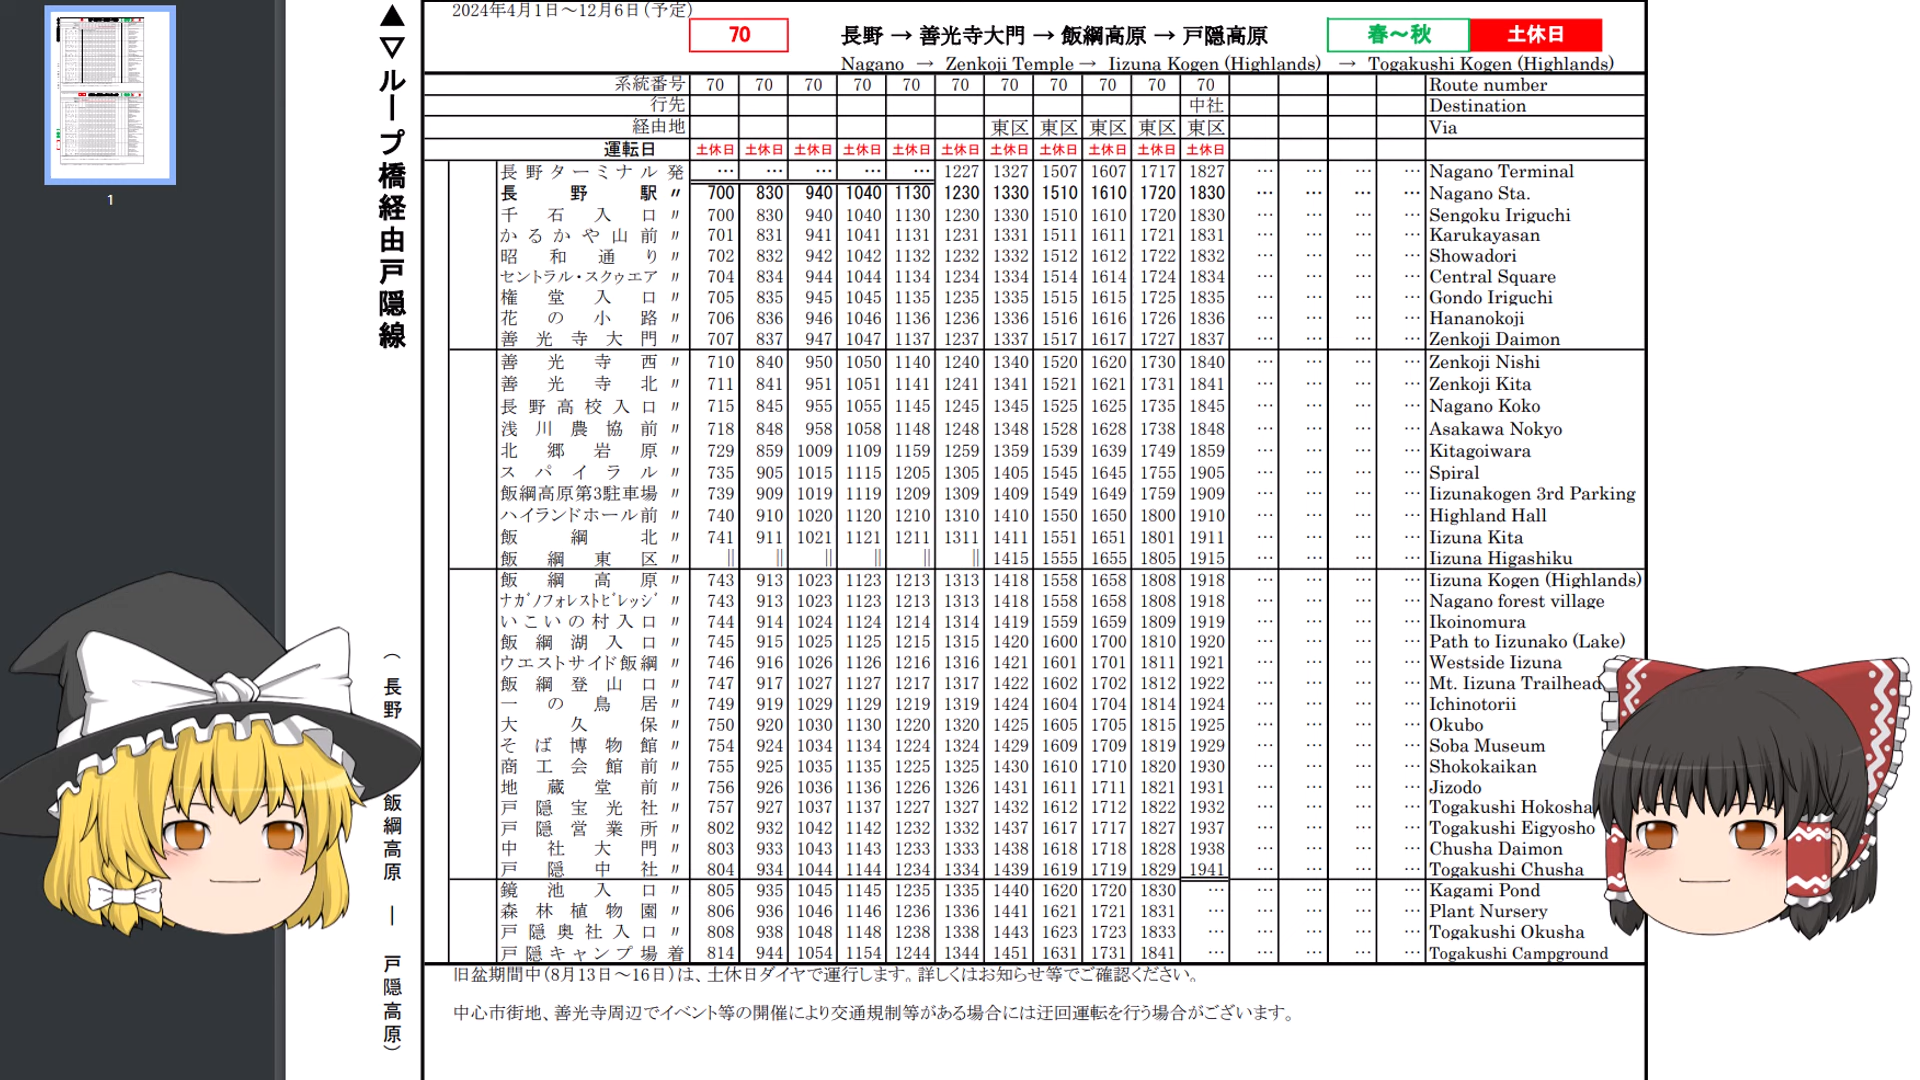 2024年4月1日～12月6日(予定)
70 長野 → 善光寺大門 → 飯綱高原 → 戸隠高原 春～秋 土休日
Nagano → Zenkoji Temple → Iizuna Kogen (Highlands) → Togakushi Kogen (Highlands)
▲▽ループ橋経由戸隠線
系統番号 70 70 70 70 70 70 70 70 70 70 70 Route number
行先 中社 Destination
経由地 東区 東区 東区 東区 東区 Via
運転日 土休日 土休日 土休日 土休日 土休日 土休日 土休日 土休日 土休日 土休日 土休日
長野ターミナル発 … … … … … 1227 1327 1507 1607 1717 1827 … … … … Nagano Terminal
長野駅 〃 700 830 940 1040 1130 1230 1330 1510 1610 1720 1830 … … … … Nagano Sta.
千石入口 〃 700 830 940 1040 1130 1230 1330 1510 1610 1720 1830 … … … … Sengoku Iriguchi
かるかや山前 〃 701 831 941 1041 1131 1231 1331 1511 1611 1721 1831 … … … … Karukayasan
昭和通り 〃 702 832 942 1042 1132 1232 1332 1512 1612 1722 1832 … … … … Showadori
セントラル・スクゥエア 〃 704 834 944 1044 1134 1234 1334 1514 1614 1724 1834 … … … … Central Square
権堂入口 〃 705 835 945 1045 1135 1235 1335 1515 1615 1725 1835 … … … … Gondo Iriguchi
花の小路 〃 706 836 946 1046 1136 1236 1336 1516 1616 1726 1836 … … … … Hananokoji
善光寺大門 〃 707 837 947 1047 1137 1237 1337 1517 1617 1727 1837 … … … … Zenkoji Daimon
善光寺西 〃 710 840 950 1050 1140 1240 1340 1520 1620 1730 1840 … … … … Zenkoji Nishi
善光寺北 〃 711 841 951 1051 1141 1241 1341 1521 1621 1731 1841 … … … … Zenkoji Kita
長野高校入口 〃 715 845 955 1055 1145 1245 1345 1525 1625 1735 1845 … … … … Nagano Koko
浅川農協前 〃 718 848 958 1058 1148 1248 1348 1528 1628 1738 1848 … … … … Asakawa Nokyo
北郷岩原 〃 729 859 1009 1109 1159 1259 1359 1539 1639 1749 1859 … … … … Kitagoiwara
スパイラル 〃 735 905 1015 1115 1205 1305 1405 1545 1645 1755 1905 … … … … Spiral
飯綱高原第3駐車場 〃 739 909 1019 1119 1209 1309 1409 1549 1649 1759 1909 … … … … Iizunakogen 3rd Parking
ハイランドホール前 〃 740 910 1020 1120 1210 1310 1410 1550 1650 1800 1910 … … … … Highland Hall
飯綱北 〃 741 911 1021 1121 1211 1311 1411 1551 1651 1801 1911 … … … … Iizuna Kita
飯綱東区 〃 || || || || || || 1415 1555 1655 1805 1915 … … … … Iizuna Higashiku
飯綱高原 〃 743 913 1023 1123 1213 1313 1418 1558 1658 1808 1918 … … … … Iizuna Kogen (Highlands)
ナガノフォレストビレッジ 〃 743 913 1023 1123 1213 1313 1418 1558 1658 1808 1918 … … … … Nagano forest village
いこいの村入口 〃 744 914 1024 1124 1214 1314 1419 1559 1659 1809 1919 … … … … Ikoinomura
飯綱湖入口 〃 745 915 1025 1125 1215 1315 1420 1600 1700 1810 1920 … … … … Path to Iizunako (Lake)
ウエストサイド飯綱 〃 746 916 1026 1126 1216 1316 1421 1601 1701 1811 1921 … … … … Westside Iizuna
飯綱登山口 〃 747 917 1027 1127 1217 1317 1422 1602 1702 1812 1922 … … … … Mt. Iizuna Trailhead
一の鳥居 〃 749 919 1029 1129 1219 1319 1424 1604 1704 1814 1924 … … … … Ichinotorii
大久保 〃 750 920 1030 1130 1220 1320 1425 1605 1705 1815 1925 … … … … Okubo
そば博物館 〃 754 924 1034 1134 1224 1324 1429 1609 1709 1819 1929 … … … … Soba Museum
商工会館前 〃 755 925 1035 1135 1225 1325 1430 1610 1710 1820 1930 … … … … Shokokaikan
地蔵堂前 〃 756 926 1036 1136 1226 1326 1431 1611 1711 1821 1931 … … … … Jizodo
戸隠宝光社 〃 757 927 1037 1137 1227 1327 1432 1612 1712 1822 1932 … … … … Togakushi Hokosha
戸隠営業所 〃 802 932 1042 1142 1232 1332 1437 1617 1717 1827 1937 … … … … Togakushi Eigyosho
中社大門 〃 803 933 1043 1143 1233 1333 1438 1618 1718 1828 1938 … … … … Chusha Daimon
戸隠中社 〃 804 934 1044 1144 1234 1334 1439 1619 1719 1829 1941 … … … … Togakushi Chusha
鏡池入口 〃 805 935 1045 1145 1235 1335 1440 1620 1720 1830 … … … … … Kagami Pond
森林植物園 〃 806 936 1046 1146 1236 1336 1441 1621 1721 1831 … … … … … Plant Nursery
戸隠奥社入口 〃 808 938 1048 1148 1238 1338 1443 1623 1723 1833 … … … … … Togakushi Okusha
戸隠キャンプ場着 814 944 1054 1154 1244 1344 1451 1631 1731 1841 … … … … … Togakushi Campground
旧盆期間中(8月13日～16日)は、土休日ダイヤで運行します。詳しくはお知らせ等でご確認ください。
中心市街地、善光寺周辺でイベント等の開催により交通規制等がある場合には迂回運転を行う場合がございます。
（長野
飯綱高原 ― 戸隠高原）
1